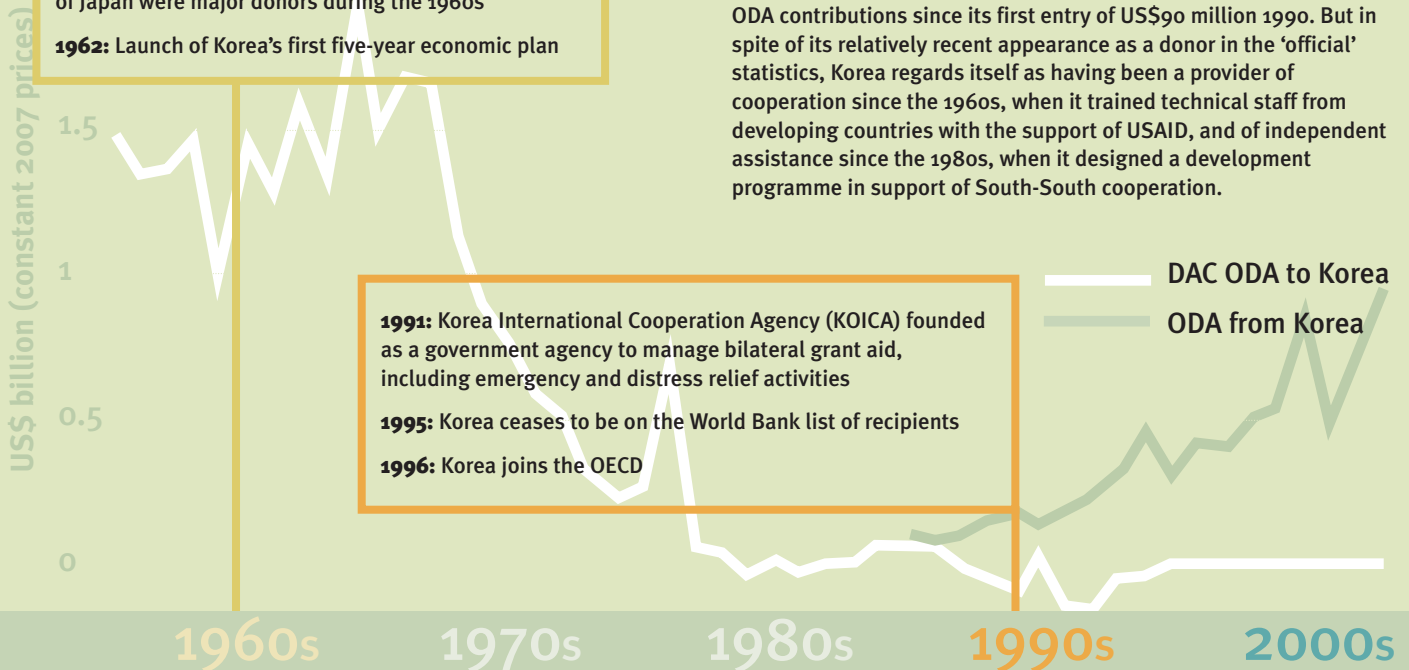 of Japan were major donors during the 1960s
1962: Launch of Korea's first five-year economic plan
ODA contributions since its first entry of US$90 million 1990. But in
spite of its relatively recent appearance as a donor in the ‘official’
statistics, Korea regards itself as having been a provider of
cooperation since the 1960s, when it trained technical staff from
developing countries with the support of USAID, and of independent
assistance since the 1980s, when it designed a development
programme in support of South-South cooperation.
US$ billion (constant 2007 prices)
1.5
1
0.5
0
DAC ODA to Korea
ODA from Korea
1991: Korea International Cooperation Agency (KOICA) founded
as a government agency to manage bilateral grant aid,
including emergency and distress relief activities
1995: Korea ceases to be on the World Bank list of recipients
1996: Korea joins the OECD
1960s
1970s
1980s
1990s
2000s